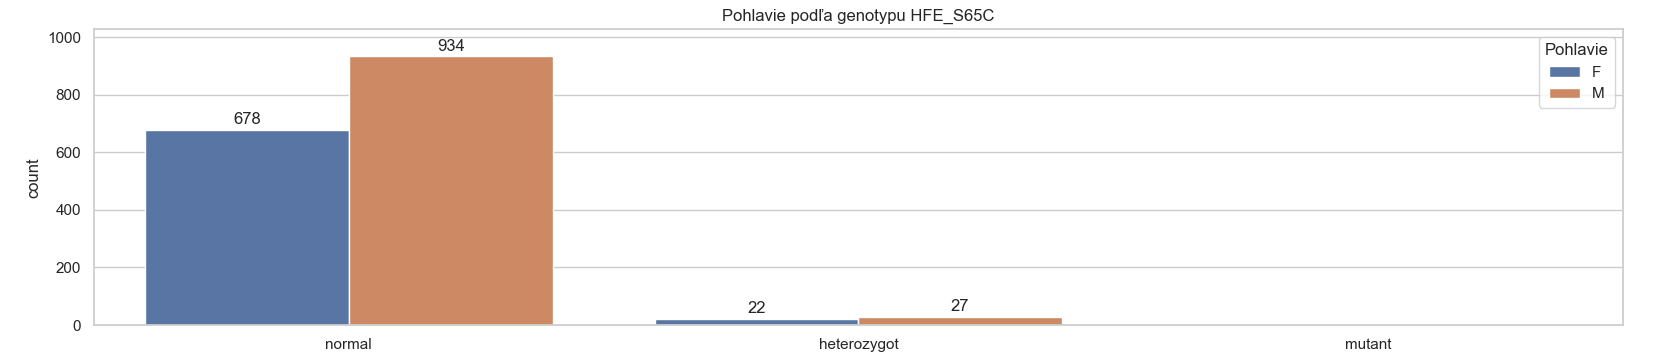 Pohlavie podľa genotypu HFE_S65C
1000
800
600
400
200
0
count
678
934
22
27
normal
heterozygot
mutant
Pohlavie
F
M